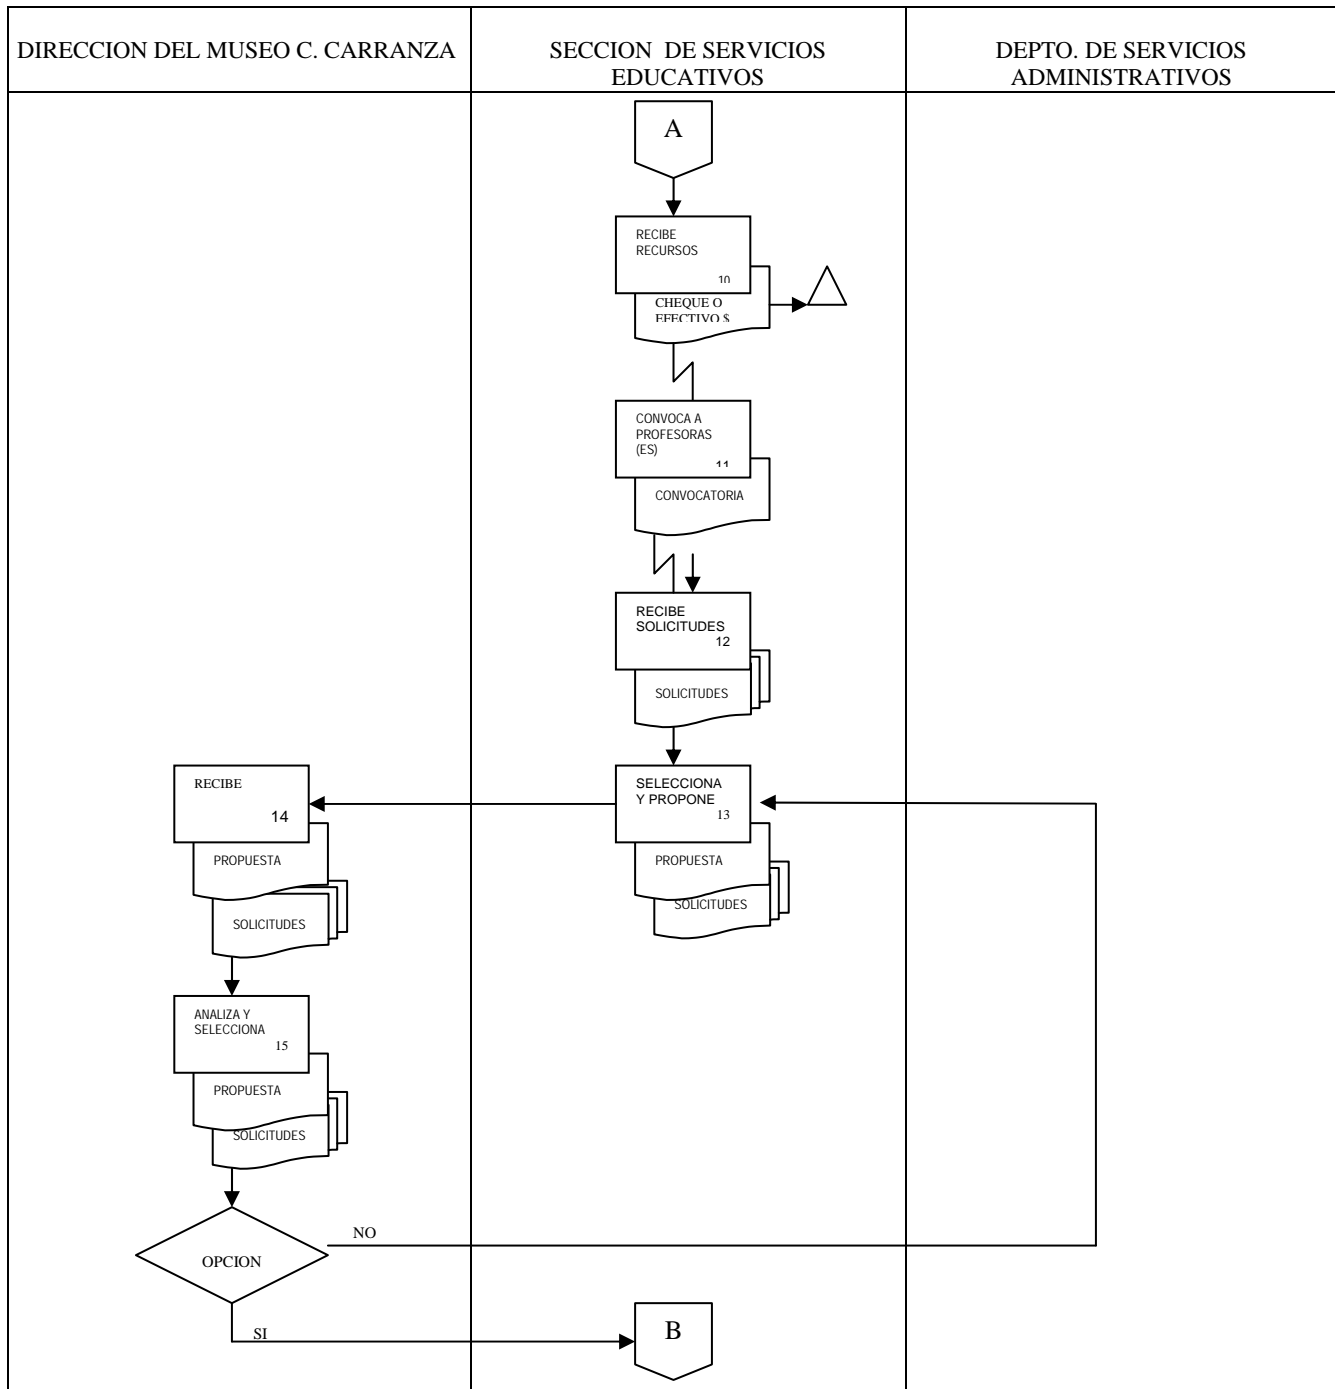 DIRECCION DEL MUSEO C. CARRANZA
SECCION DE SERVICIOS
EDUCATIVOS
DEPTO. DE SERVICIOS
ADMINISTRATIVOS
A
RECIBE
RECURSOS
10
CHEQUE O
EFECTIVO $
CONVOCA A
PROFESORAS
(ES)
11
CONVOCATORIA
RECIBE
SOLICITUDES
12
SOLICITUDES
SELECCIONA
Y PROPONE
13
PROPUESTA
SOLICITUDES
RECIBE
14
PROPUESTA
SOLICITUDES
ANALIZA Y
SELECCIONA
15
PROPUESTA
SOLICITUDES
OPCION
NO
SI
B